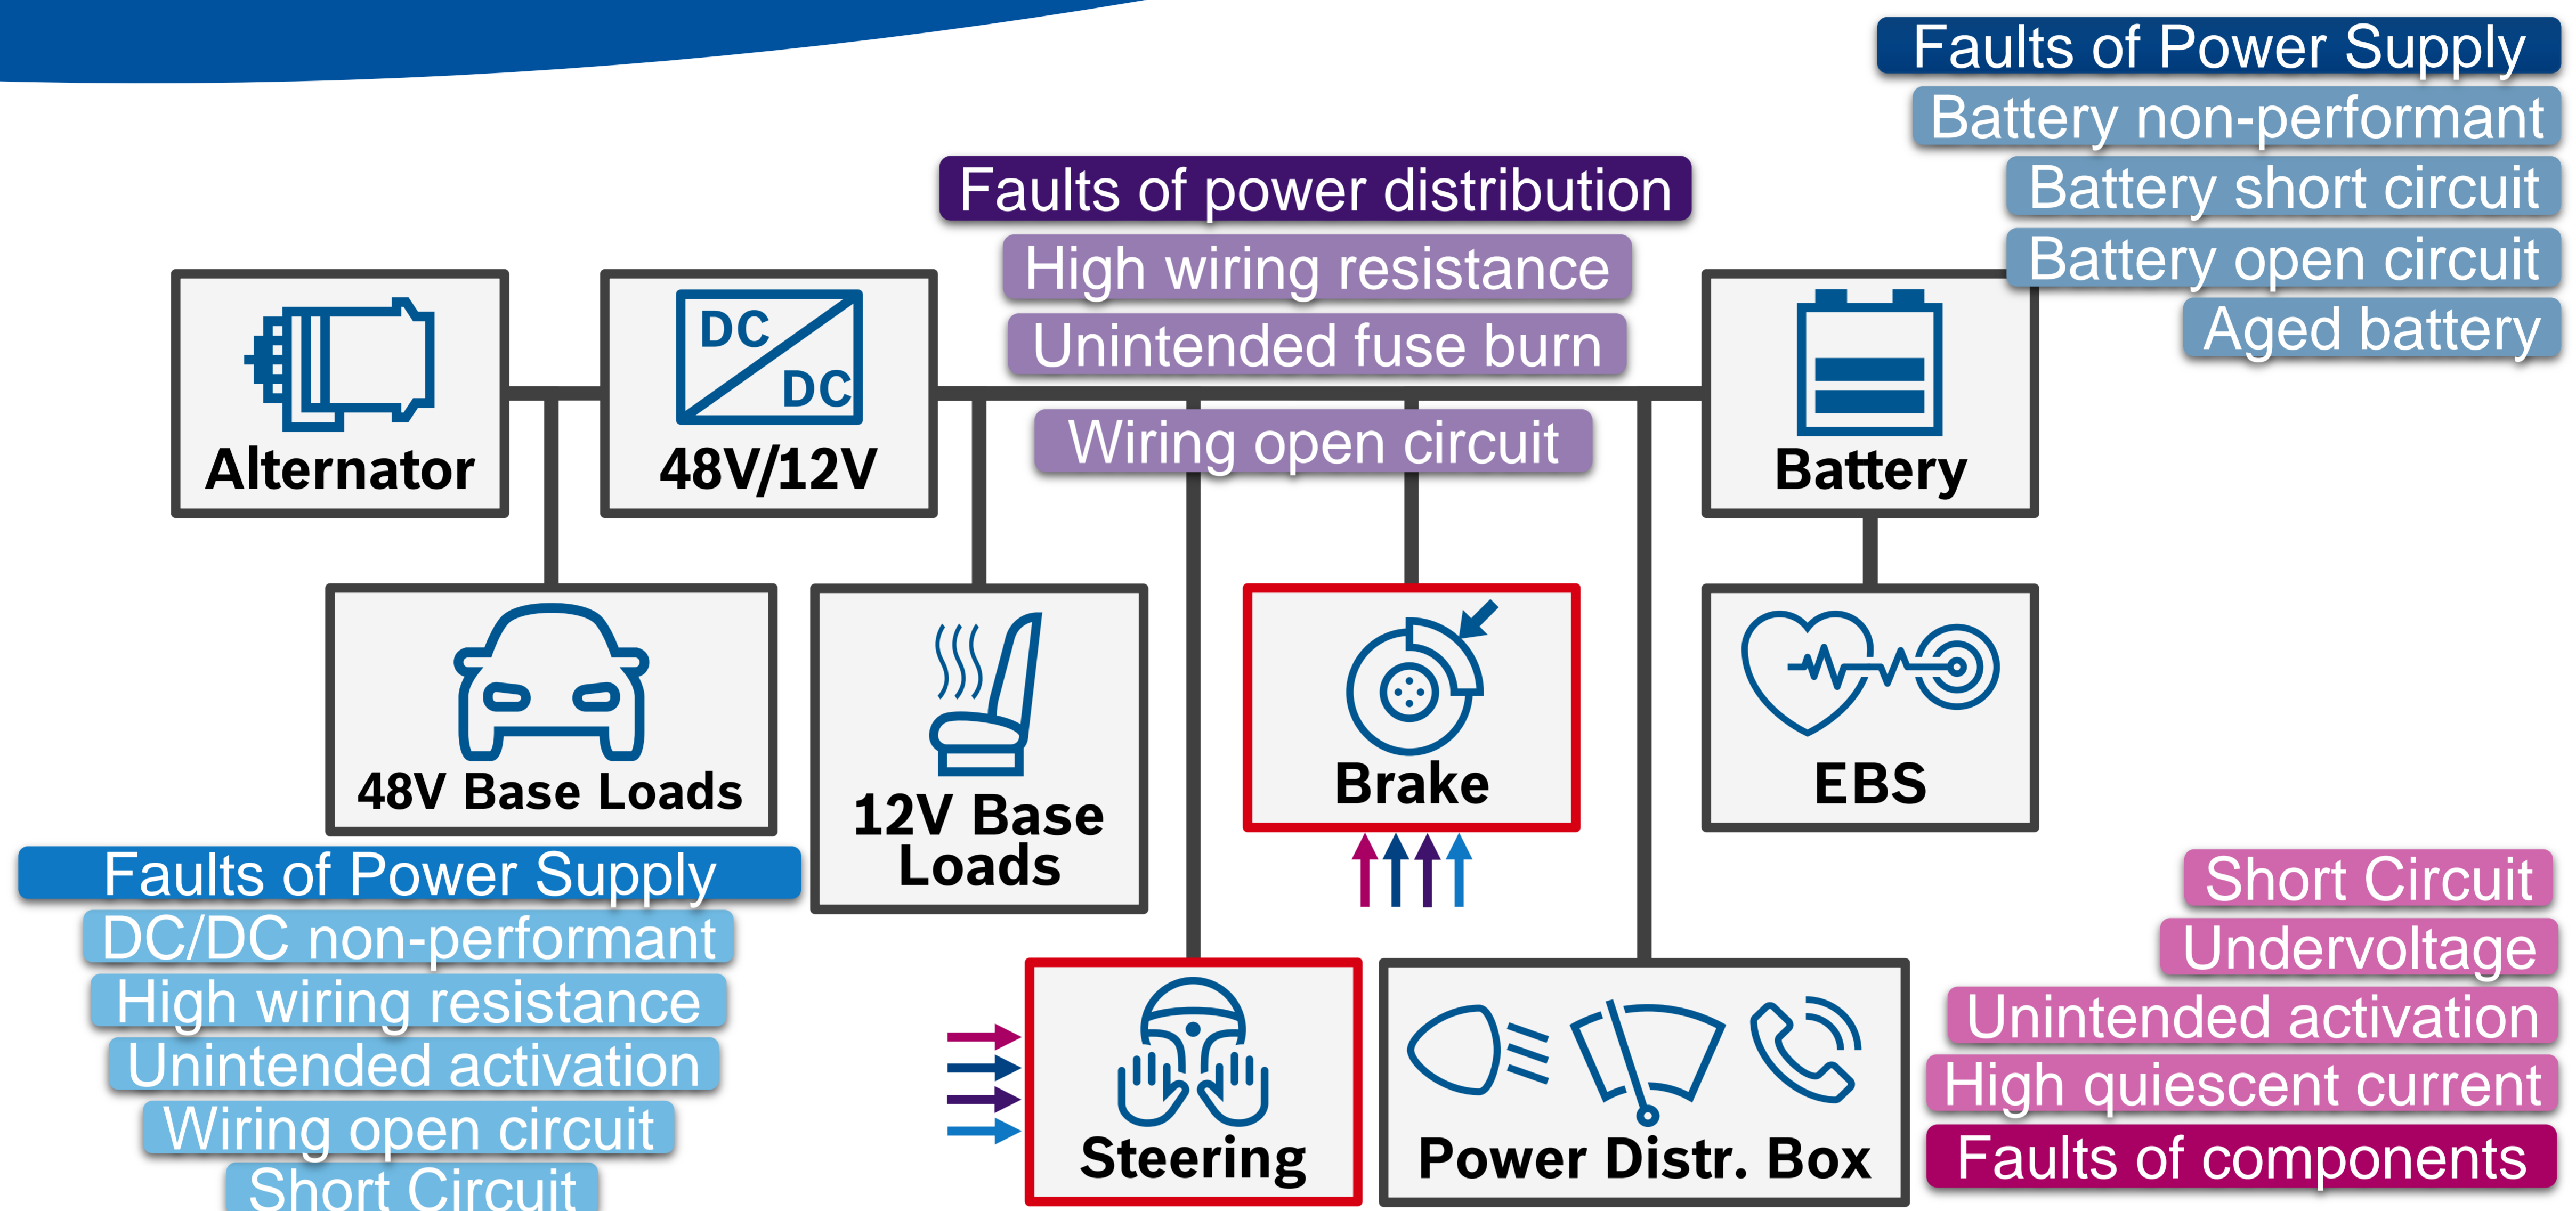 Faults of Power Supply
Battery non-performant
Battery short circuit
Battery open circuit
Aged battery
Faults of power distribution
High wiring resistance
Unintended fuse burn
Wiring open circuit
Alternator
DC
DC
48V/12V
Battery
48V Base Loads
12V Base
Loads
Brake
EBS
Steering
Power Distr. Box
Faults of Power Supply
DC/DC non-performant
High wiring resistance
Unintended activation
Wiring open circuit
Short Circuit
Short Circuit
Undervoltage
Unintended activation
High quiescent current
Faults of components